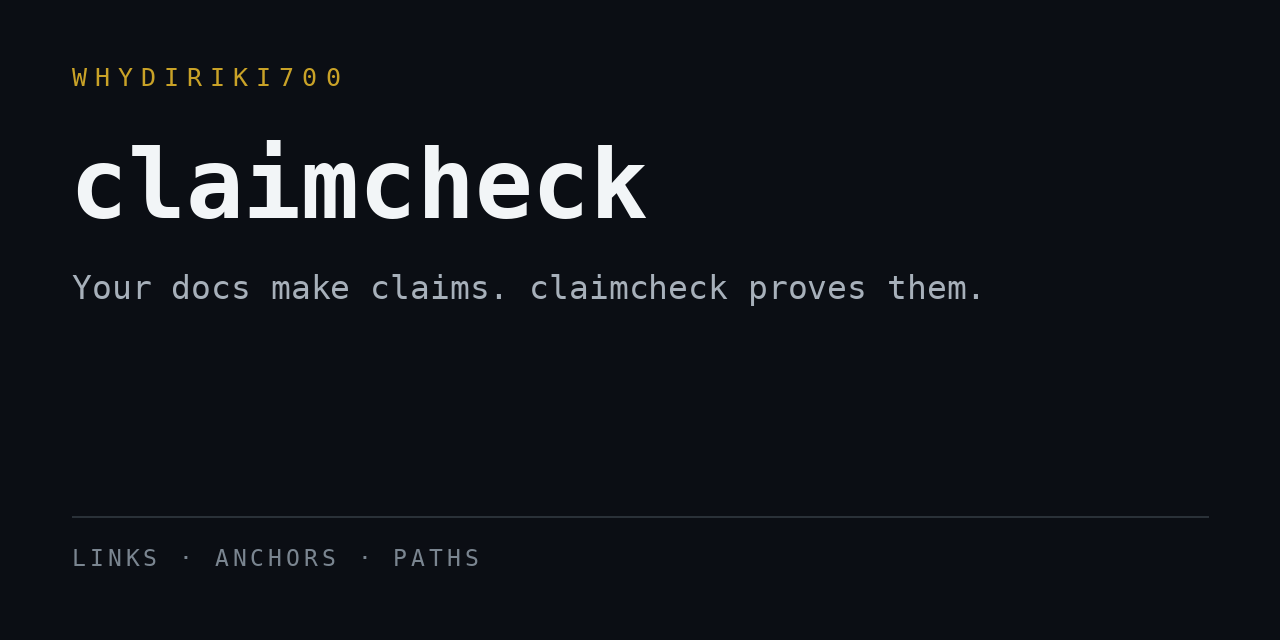 WHYDIRIKI700
claimcheck
Your docs make claims. claimcheck proves them.
LINKS · ANCHORS · PATHS